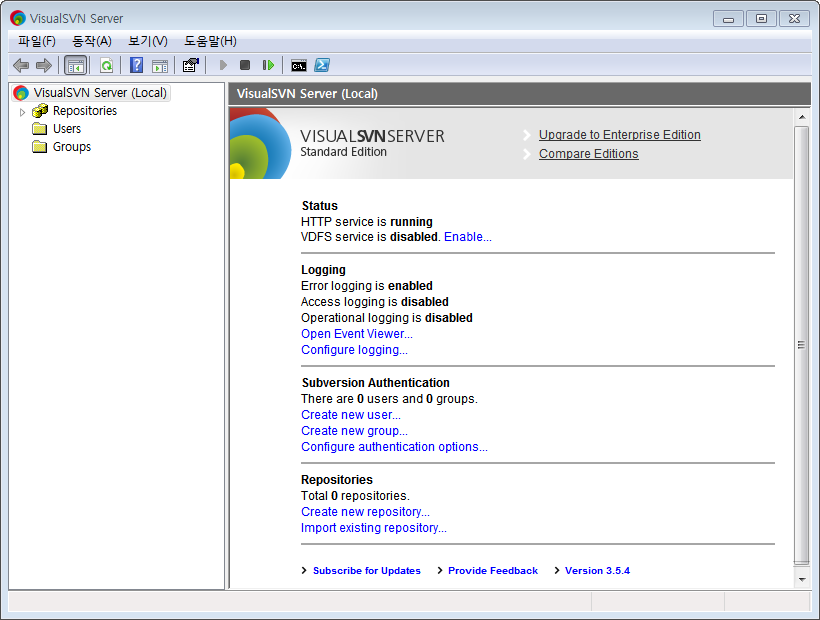 VisualSVN Server
파일(F) 동작(A) 보기(V) 도움말(H)
C:\.
VisualSVN Server (Local)
Repositories
Users
Groups
VisualSVN Server (Local)
VISUALSVNSERVER
Standard Edition
Upgrade to Enterprise Edition
Compare Editions
Status
HTTP service is running
VDFS service is disabled. Enable...
Logging
Error logging is enabled
Access logging is disabled
Operational logging is disabled
Open Event Viewer...
Configure logging...
Subversion Authentication
There are 0 users and 0 groups.
Create new user...
Create new group...
Configure authentication options...
Repositories
Total 0 repositories.
Create new repository...
Import existing repository...
Subscribe for Updates Provide Feedback Version 3.5.4